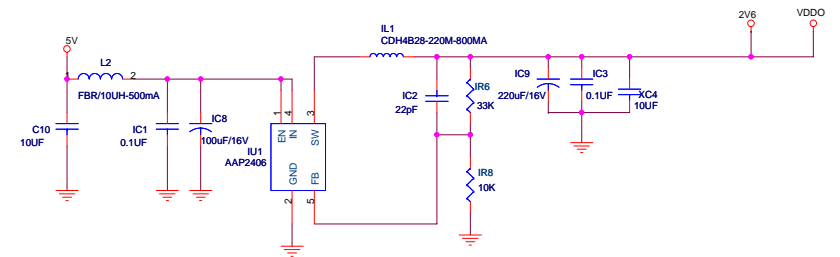 2V6
VDDO
IL1
CDH4B28-220M-800MA
5V
L2
1
2
FBR/10UH-500mA
IC9
220uF/16V
IC3
0.1UF
XC4
10UF
IC2
22pF
IR6
33K
C10
10UF
IC1
0.1UF
IC8
100uF/16V
1
4
3
EN
IN
SW
IU1
AAP2406
GND
FB
2
5
IR8
10K